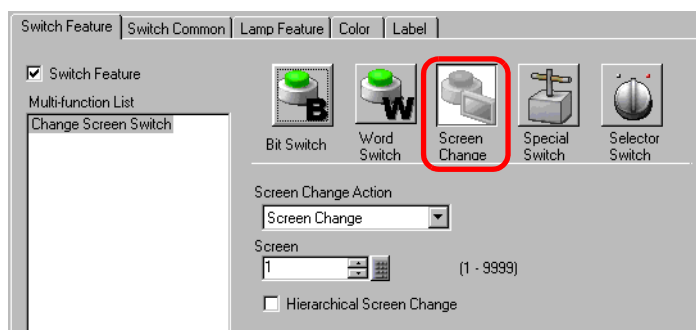 Switch Feature Switch Common Lamp Feature Color Label
Switch Feature
Multi-function List
Change Screen Switch
B
W
Bit Switch
Word
Switch
Screen
Change
Special
Switch
Selector
Switch
Screen Change Action
Screen Change
Screen
1 (1 - 9999)
Hierarchical Screen Change